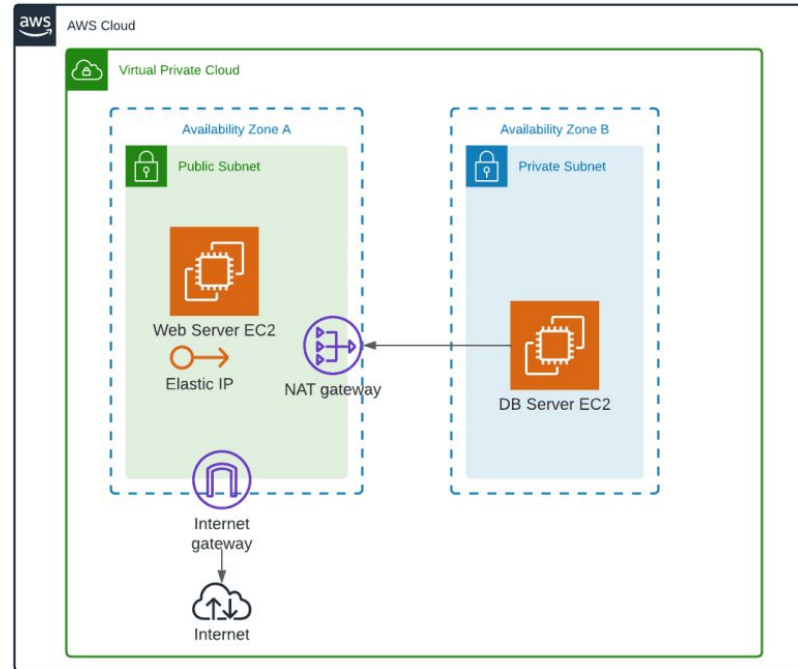 aws
AWS Cloud
Virtual Private Cloud
Availability Zone A
Availability Zone B
Public Subnet
Private Subnet
Web Server EC2
Elastic IP
NAT gateway
DB Server EC2
Internet
gateway
Internet